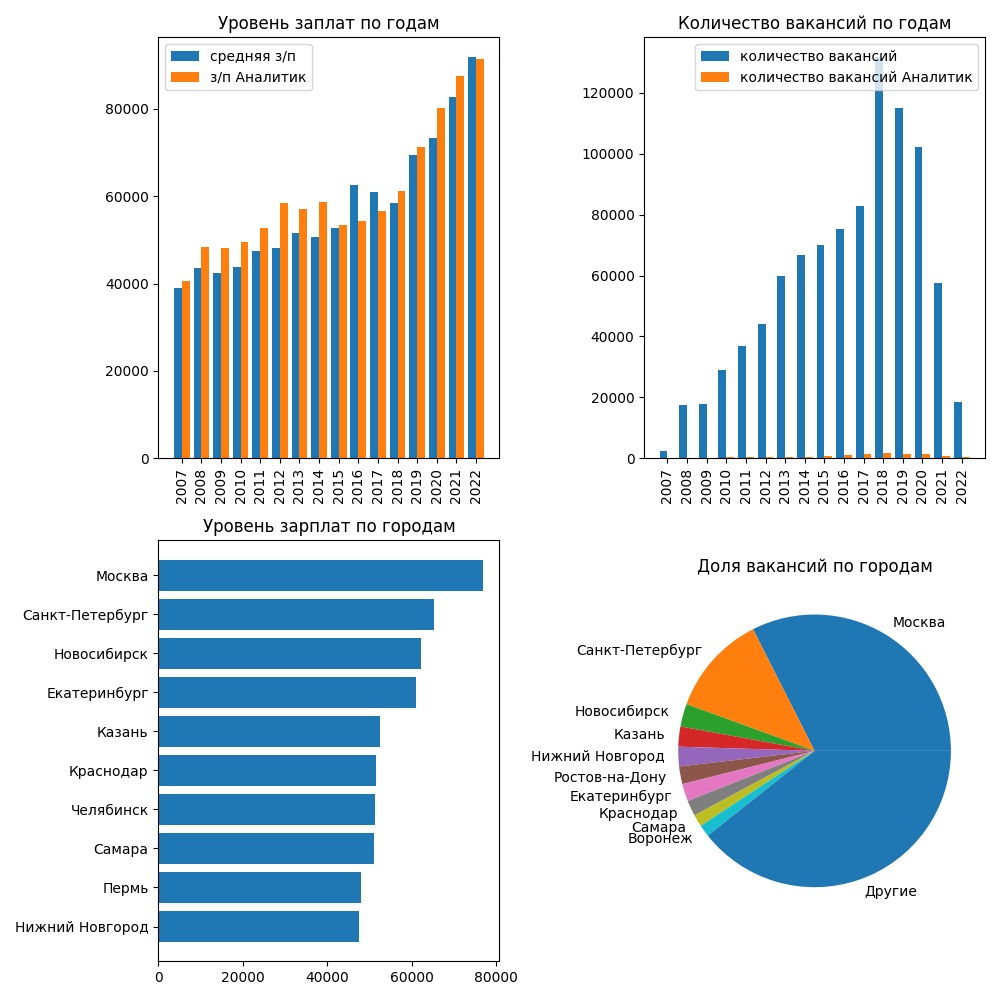 Уровень заплат по годам
средняя з/п
з/п Аналитик
80000
60000
40000
20000
0
2007
2008
2009
2010
2011
2012
2013
2014
2015
2016
2017
2018
2019
2020
2021
2022
Количество вакансий по годам
количество вакансий
количество вакансий Аналитик
120000
100000
80000
60000
40000
20000
0
2007
2008
2009
2010
2011
2012
2013
2014
2015
2016
2017
2018
2019
2020
2021
2022
Уровень зарплат по городам
Москва
Санкт-Петербург
Новосибирск
Екатеринбург
Казань
Краснодар
Челябинск
Самара
Пермь
Нижний Новгород
0
20000
40000
60000
80000
Доля вакансий по городам
Москва
Санкт-Петербург
Новосибирск
Казань
Нижний Новгород
Ростов-на-Дону
Екатеринбург
Краснодар
Самара
Воронеж
Другие